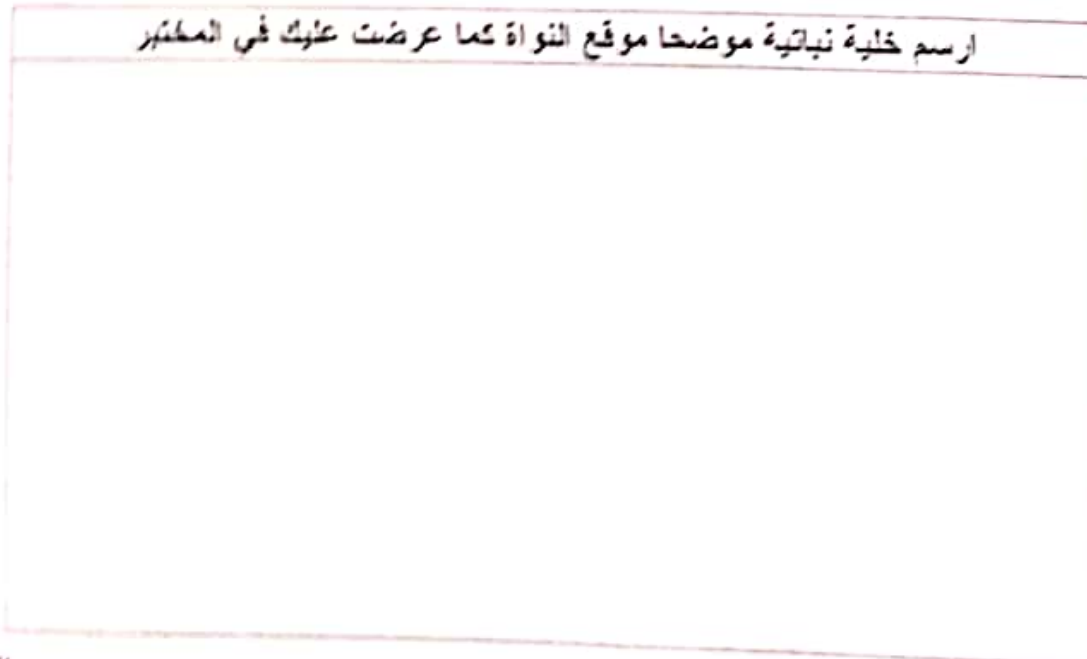 ارسم خلية نباتية موضحا موقع النواة كما عرضت عليك في المختبر